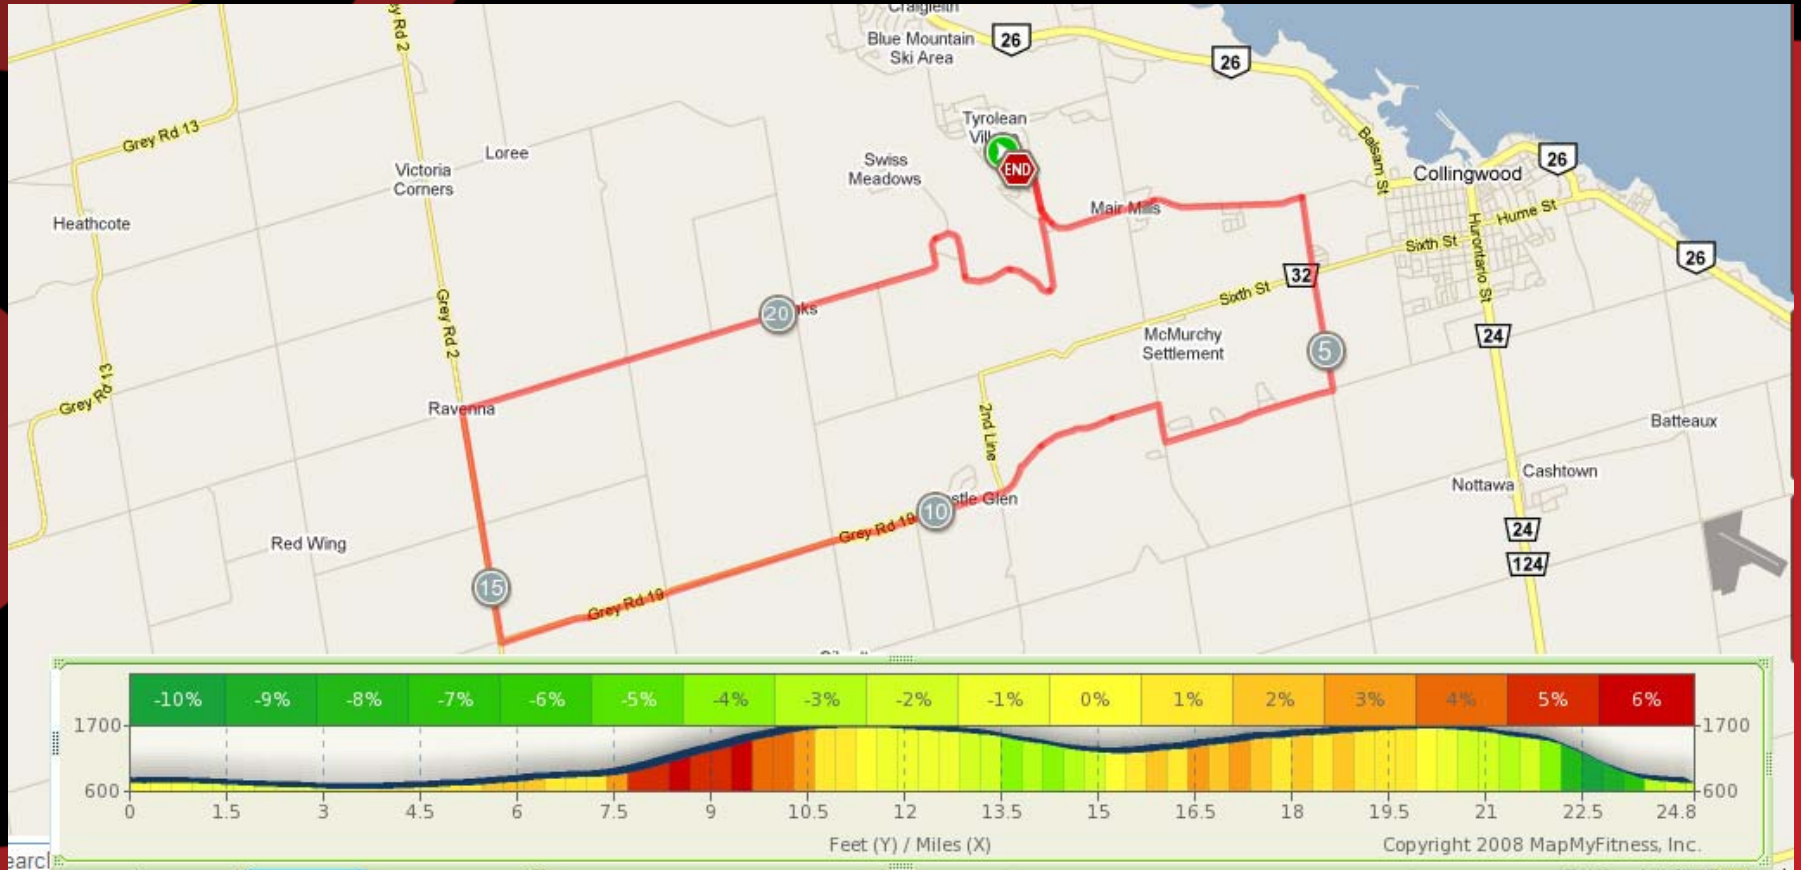 Craigleith
ey Rd 2
Blue Mountain
Ski Area
26
26
Grey Rd 13
Tyrolean
Loree
Swiss
Meadows
END
Victoria
Corners
Balsam St
26
Collingwood
Heathcote
Mair Mills
Hume St
Sixth St
Hurontario St
26
32
Sixth St
Grey Rd 2
20
nks
McMurchy
Settlement
5
24
Grey Rd 13
Ravenna
2nd Line
Batteaux
Cashtown
Nottawa
stle Glen
10
Grey Rd 19
Red Wing
24
124
15
Grey Rd 19
-10% -9% -8% -7% -6% -5% -4% -3% -2% -1% 0% 1% 2% 3% 4% 5% 6%
1700 1700
600 600
0 1.5 3 4.5 6 7.5 9 10.5 12 13.5 15 16.5 18 19.5 21 22.5 24.8
Feet (Y) / Miles (X) Copyright 2008 MapMyFitness, Inc.
earcl